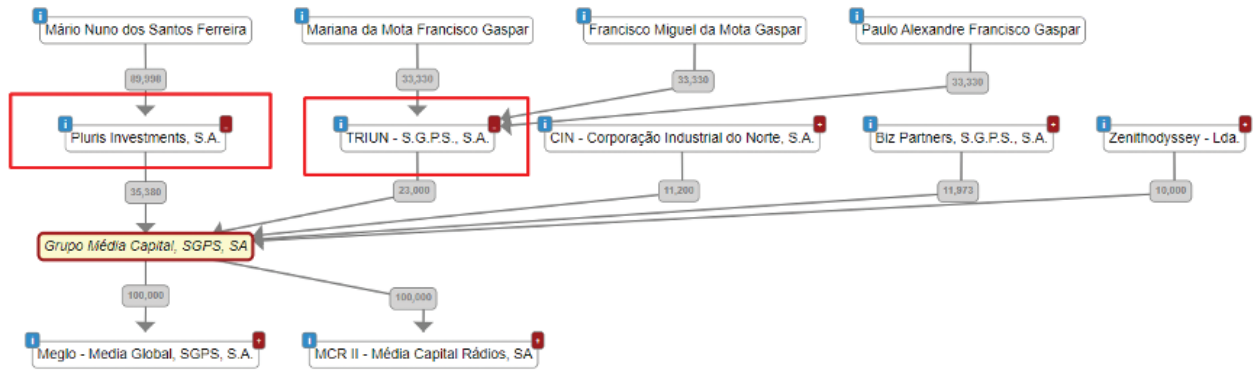 Mário Nuno dos Santos Ferreira
Mariana da Mota Francisco Gaspar
Francisco Miguel da Mota Gaspar
Paulo Alexandre Francisco Gaspar
89,998
33,330
33,330
33,330
Pluris Investments, S.A.
TRIUN - S.G.P.S., S.A.
CIN - Corporação Industrial do Norte, S.A.
Biz Partners, S.G.P.S., S.A.
Zenithodyssey - Lda.
35,380
23,000
11,200
11,973
10,000
Grupo Média Capital, SGPS, SA
100,000
100,000
Meglo - Media Global, SGPS, S.A.
MCR II - Média Capital Rádios, SA